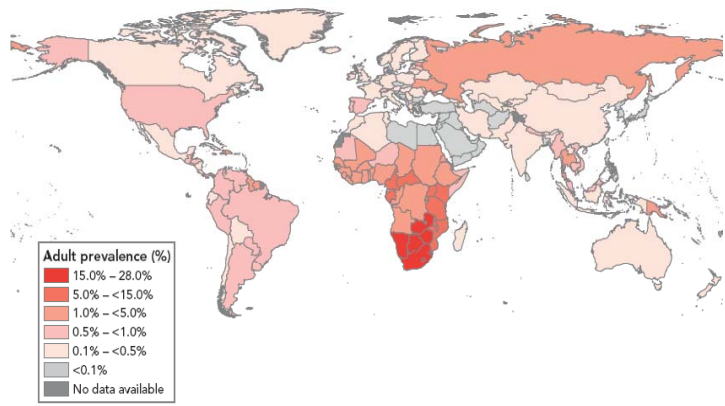 Adult prevalence (%)
15.0% – 28.0%
5.0% – <15.0%
1.0% – <5.0%
0.5% – <1.0%
0.1% – <0.5%
<0.1%
No data available